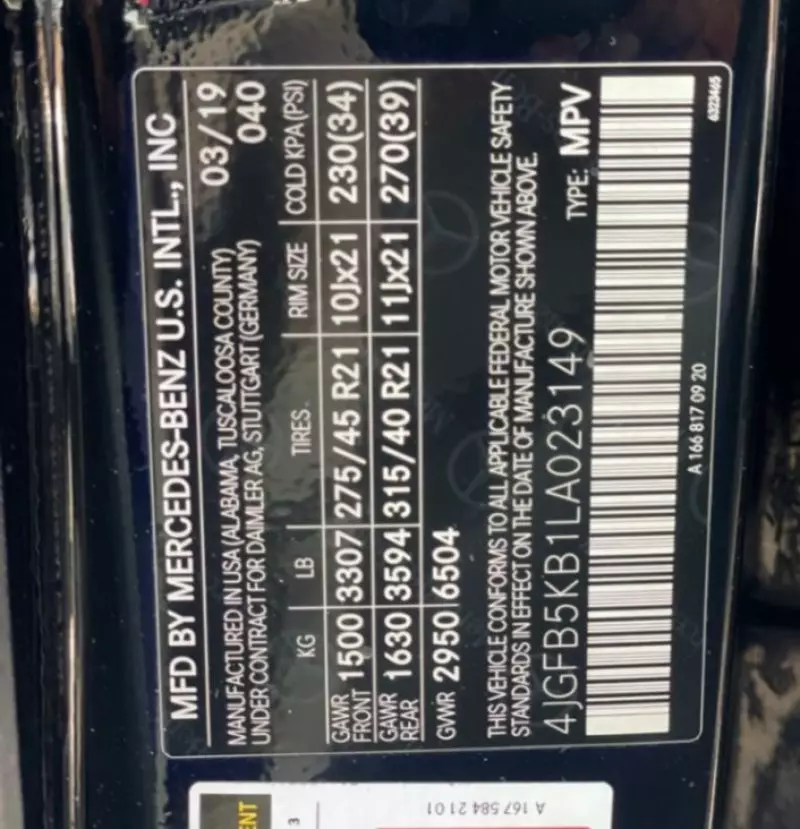 MFD BY MERCEDES-BENZ U.S. INTL., INC
MANUFACTURED IN USA (ALABAMA, TUSCALOOSA COUNTY) 03/19
UNDER CONTRACT FOR DAIMLER AG, STUTTGART (GERMANY) 040
KG LB TIRES RIM SIZE COLD KPA (PSI)
GAWR FRONT 1500 3307 275/45 R21 10Jx21 230(34)
GAWR REAR 1630 3594 315/40 R21 11Jx21 270(39)
GVWR 2950 6504
THIS VEHICLE CONFORMS TO ALL APPLICABLE FEDERAL MOTOR VEHICLE SAFETY
STANDARDS IN EFFECT ON THE DATE OF MANUFACTURE SHOWN ABOVE.
4JGFB5KB1LA023149 TYPE: MPV
A 166 817 09 20
6323465
A 167 584 21 01
ENT
3